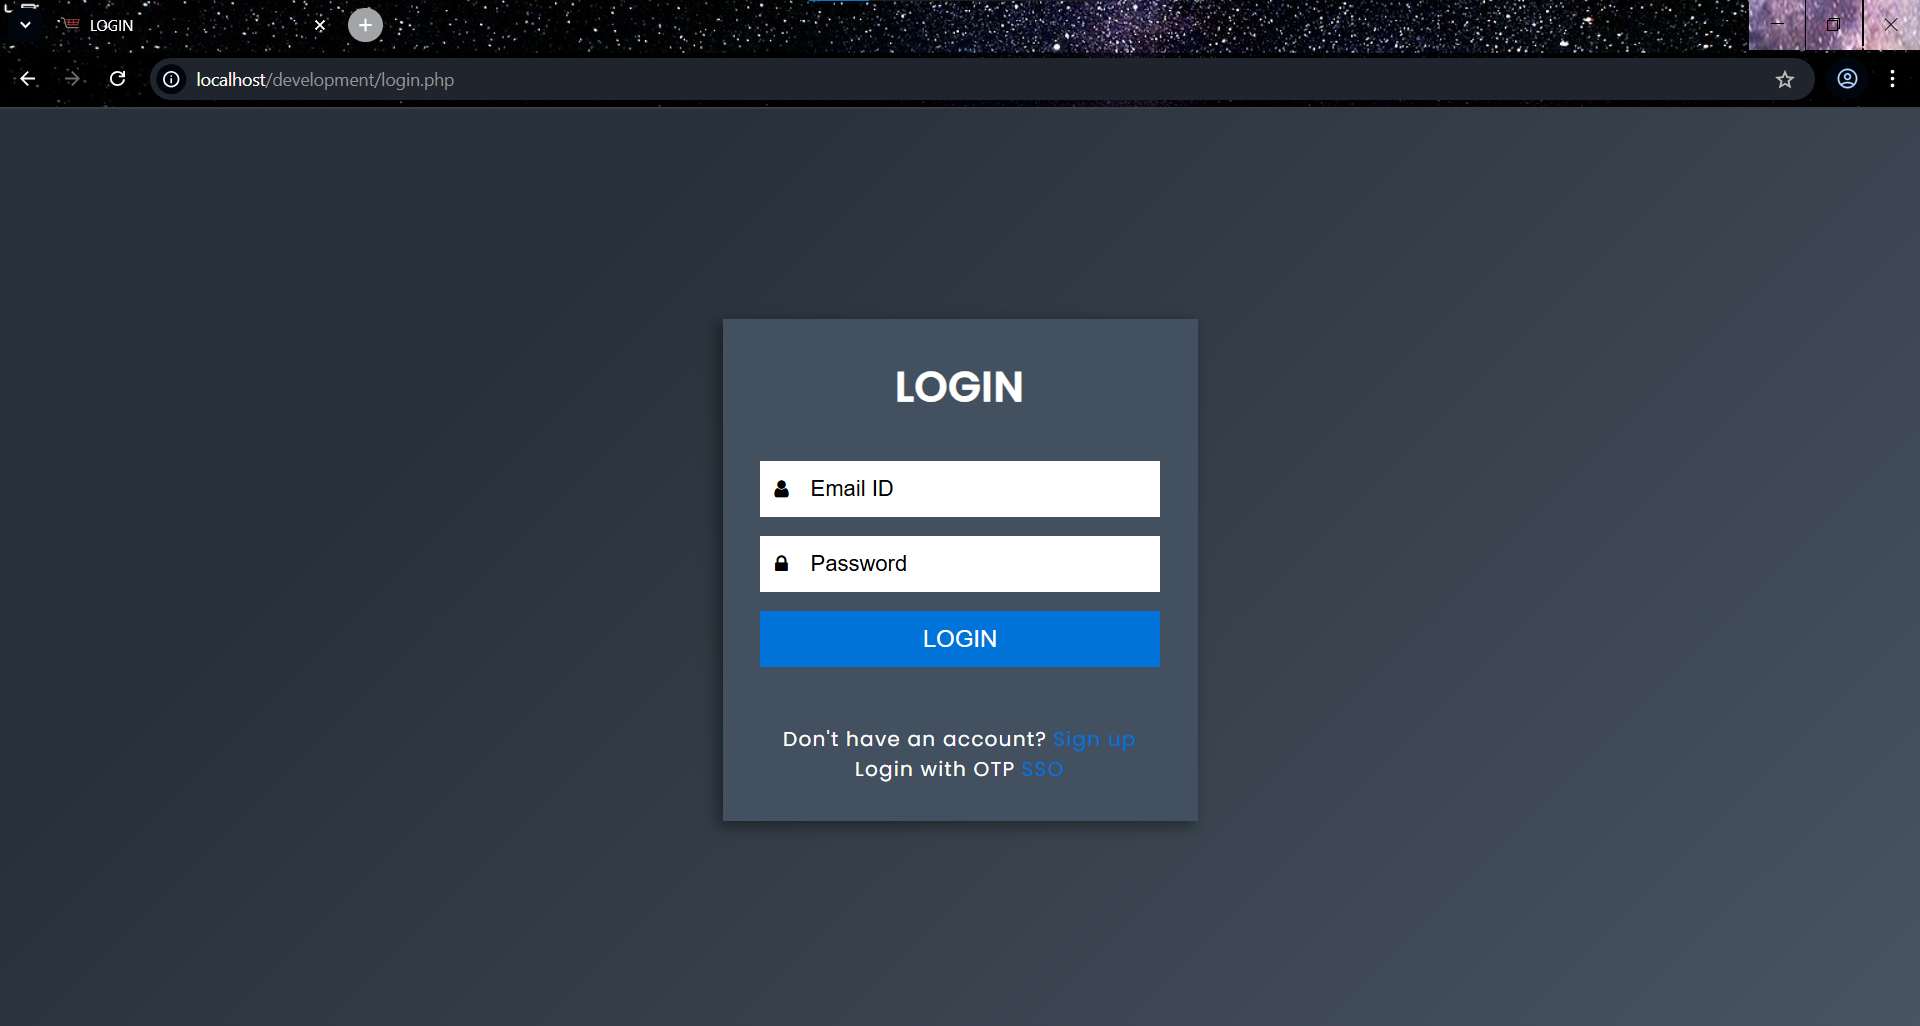 LOGIN
localhost/development/login.php
LOGIN
Email ID
Password
LOGIN
Don't have an account? Sign up
Login with OTP SSO